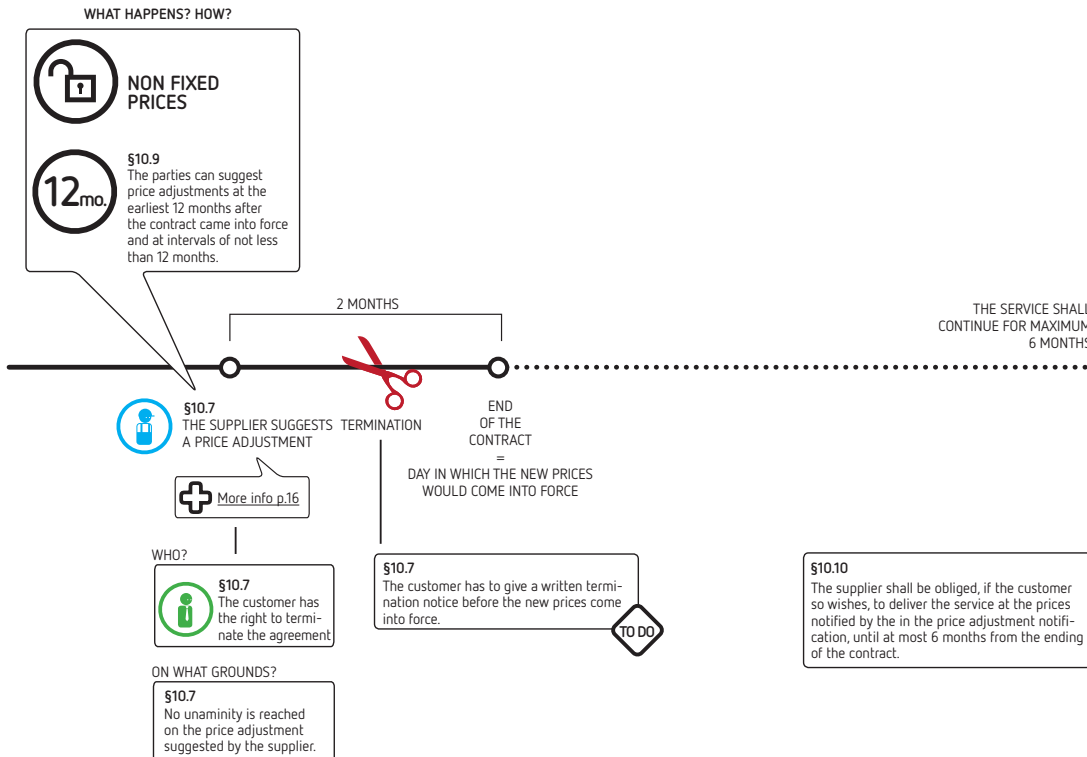 WHAT HAPPENS? HOW?
NON FIXED
PRICES
§10.9
12mo.
The parties can suggest
price adjustments at the
earliest 12 months after
the contract came into force
and at intervals of not less
than 12 months.
2 MONTHS
THE SERVICE SHALL
CONTINUE FOR MAXIMUM
6 MONTHS
§10.7
THE SUPPLIER SUGGESTS
A PRICE ADJUSTMENT
TERMINATION
END
OF THE
CONTRACT
=
DAY IN WHICH THE NEW PRICES
WOULD COME INTO FORCE
More info p.16
WHO?
§10.7
The customer has
the right to termi-
nate the agreement
§10.7
The customer has to give a written termi-
nation notice before the new prices come
into force.
TO DO
§10.10
The supplier shall be obliged, if the customer
so wishes, to deliver the service at the prices
notified by the in the price adjustment notifi-
cation, until at most 6 months from the ending
of the contract.
ON WHAT GROUNDS?
§10.7
No unaminity is reached
on the price adjustment
suggested by the supplier.